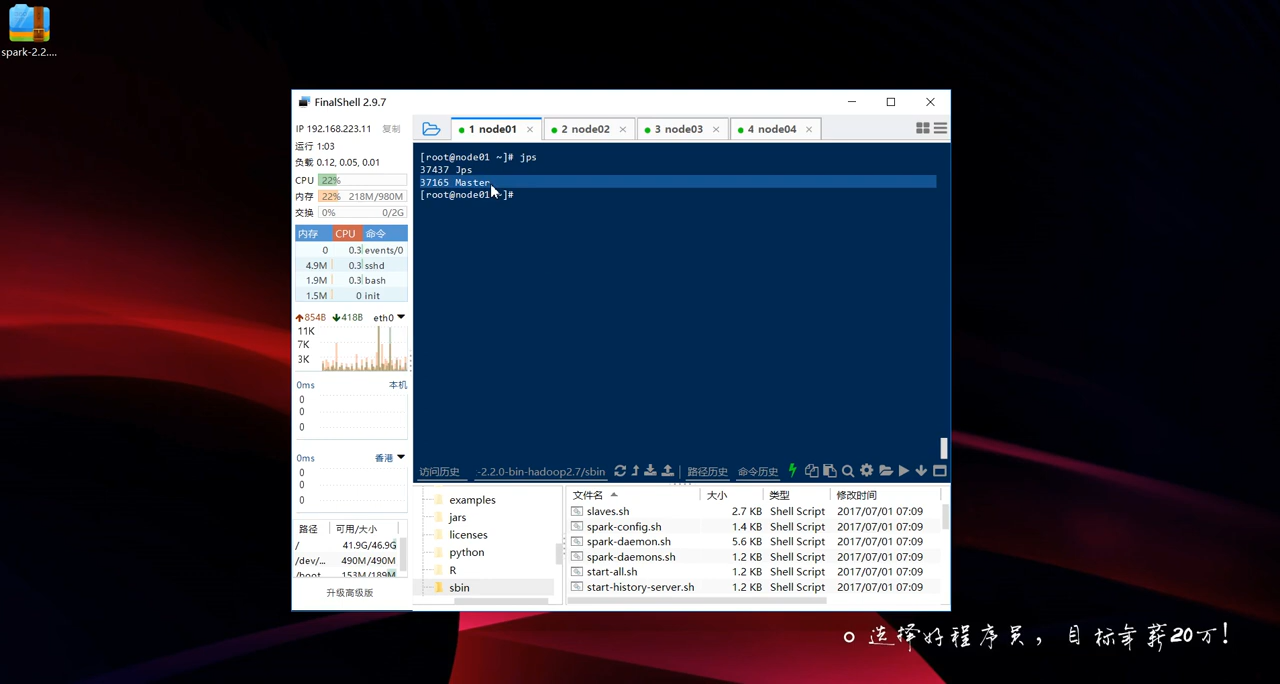 spark-2.2....
FinalShell 2.9.7
IP 192.168.223.11 复制
运行 1:03
负载 0.12, 0.05, 0.01
CPU 22%
内存 22% 218M/980M
交换 0% 0/2G
内存 CPU 命令
0 0.3 events/0
4.9M 0.3 sshd
1.9M 0.3 bash
1.5M 0 init
854B 418B eth0
11K
7K
3K
0ms 本机
0
0
0
0ms 香港
0
0
0
路径 可用/大小
/ 41.9G/46.9G
/dev/... 490M/490M
/boot 153M/189M
升级高级版
1 node01
2 node02
3 node03
4 node04
[root@node01 ~]# jps
37437 Jps
37165 Master
[root@node01 ~]#
访问历史 -2.2.0-bin-hadoop2.7/sbin 路径历史 命令历史
examples
jars
licenses
python
R
sbin
文件名 大小 类型 修改时间
slaves.sh 2.7 KB Shell Script 2017/07/01 07:09
spark-config.sh 1.4 KB Shell Script 2017/07/01 07:09
spark-daemon.sh 5.6 KB Shell Script 2017/07/01 07:09
spark-daemons.sh 1.2 KB Shell Script 2017/07/01 07:09
start-all.sh 1.2 KB Shell Script 2017/07/01 07:09
start-history-server.sh 1.2 KB Shell Script 2017/07/01 07:09
选择好程序员，目标年薪20万！